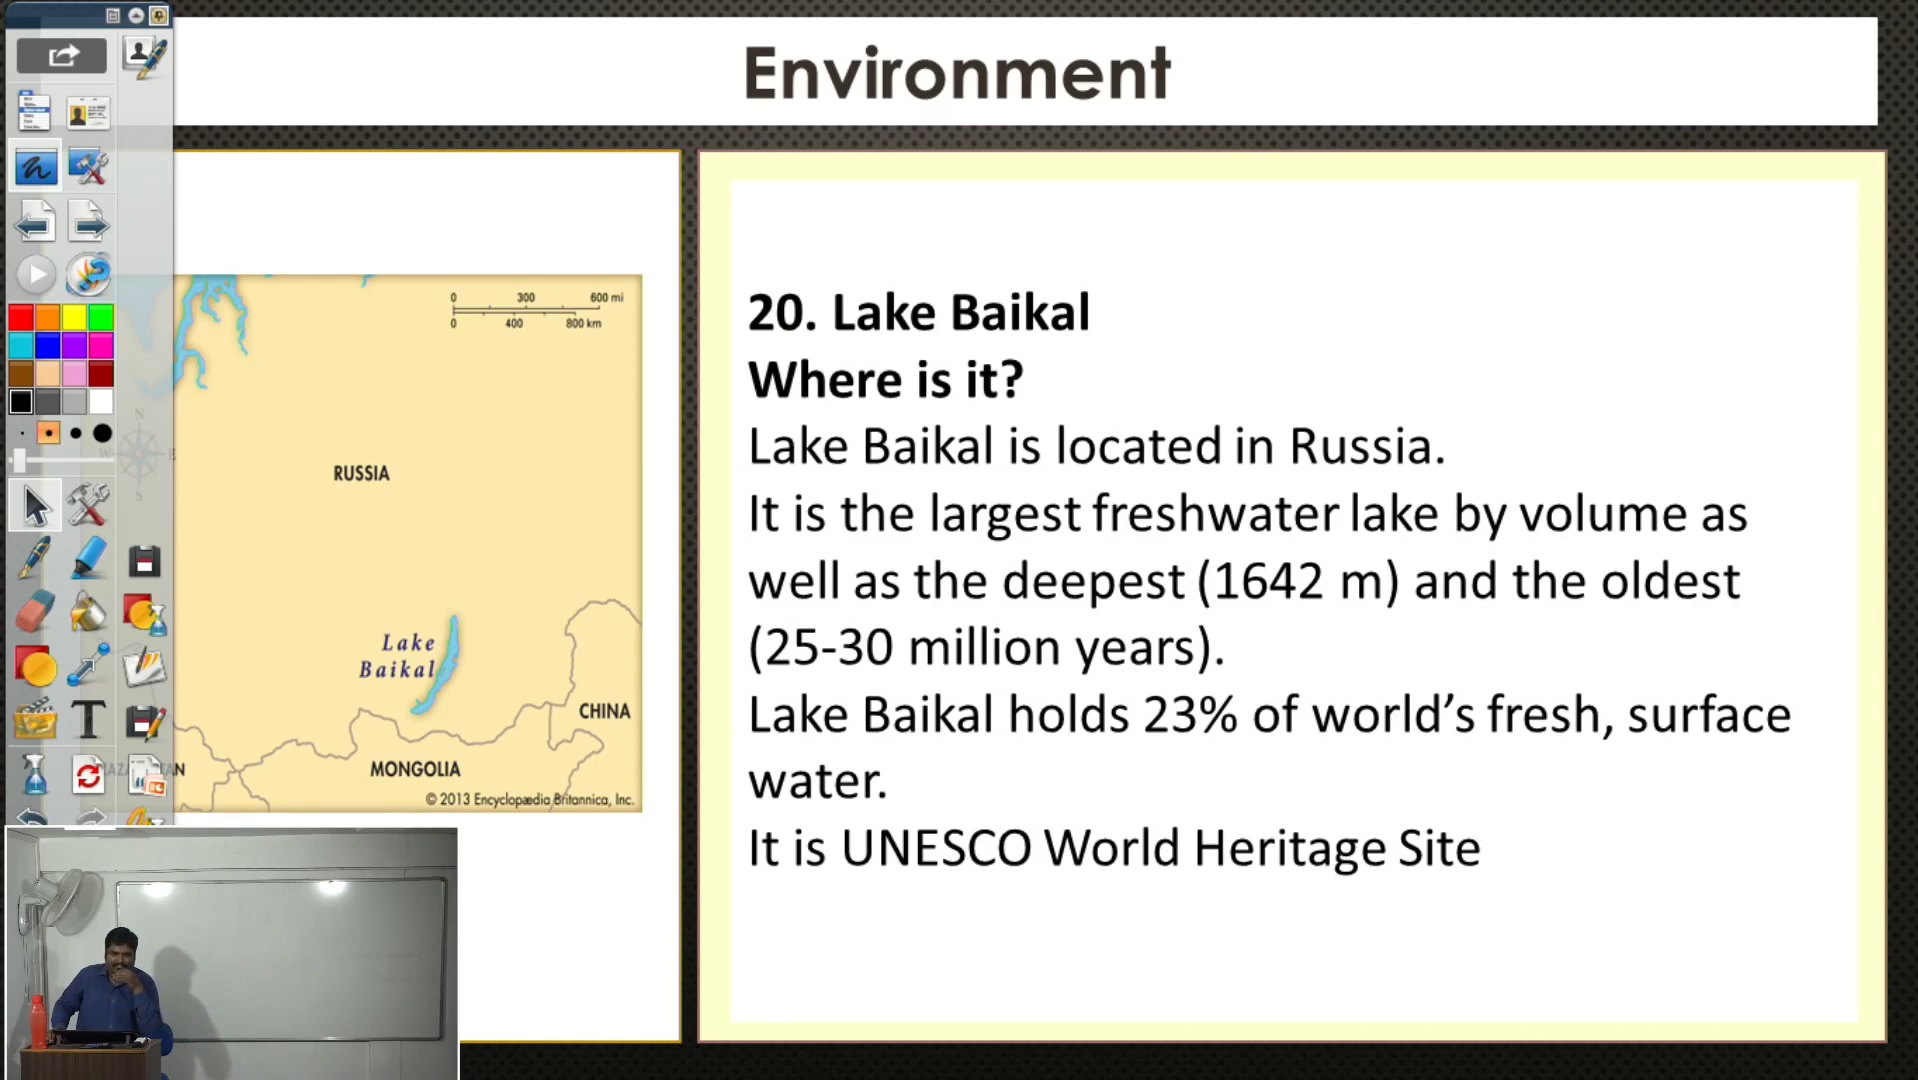 Environment
0 300 600 mi
0 400 800 km
N
E
S
RUSSIA
Lake
Baikal
CHINA
MONGOLIA
© 2013 Encyclopædia Britannica, Inc.
20. Lake Baikal
Where is it?
Lake Baikal is located in Russia.
It is the largest freshwater lake by volume as
well as the deepest (1642 m) and the oldest
(25-30 million years).
Lake Baikal holds 23% of world's fresh, surface
water.
It is UNESCO World Heritage Site